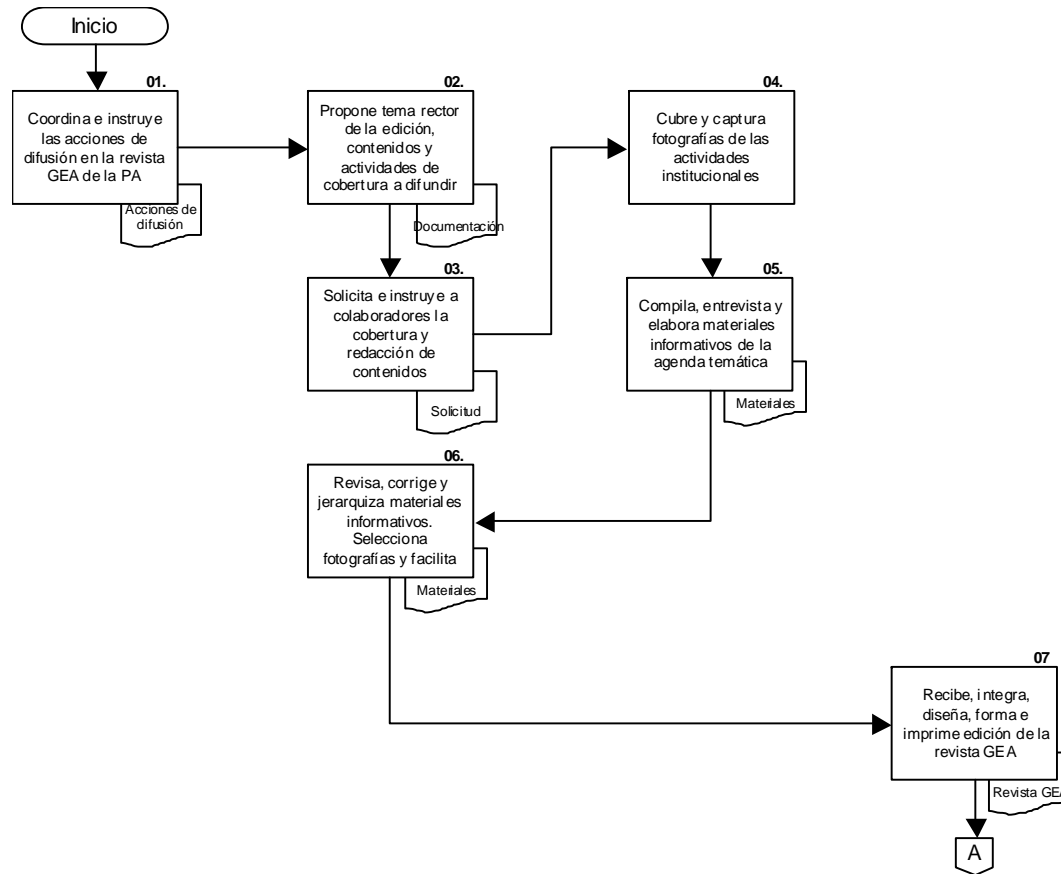 Inicio
01.
Coordina e instruye
las acciones de
difusión en la revista
GEA de la PA
Acciones de
difusión
02.
Propone tema rector
de la edición,
contenidos y
actividades de
cobertura a difundir
Documentación
03.
Solicita e instruye a
colaboradores la
cobertura y
redacción de
contenidos
Solicitud
04.
Cubre y captura
fotografías de las
actividades
institucionales
05.
Compila, entrevista y
elabora materiales
informativos de la
agenda temática
Materiales
06.
Revisa, corrige y
jerarquiza materiales
informativos.
Selecciona
fotografías y facilita
Materiales
07
Recibe, integra,
diseña, forma e
imprime edición de la
revista GEA
Revista GEA
A